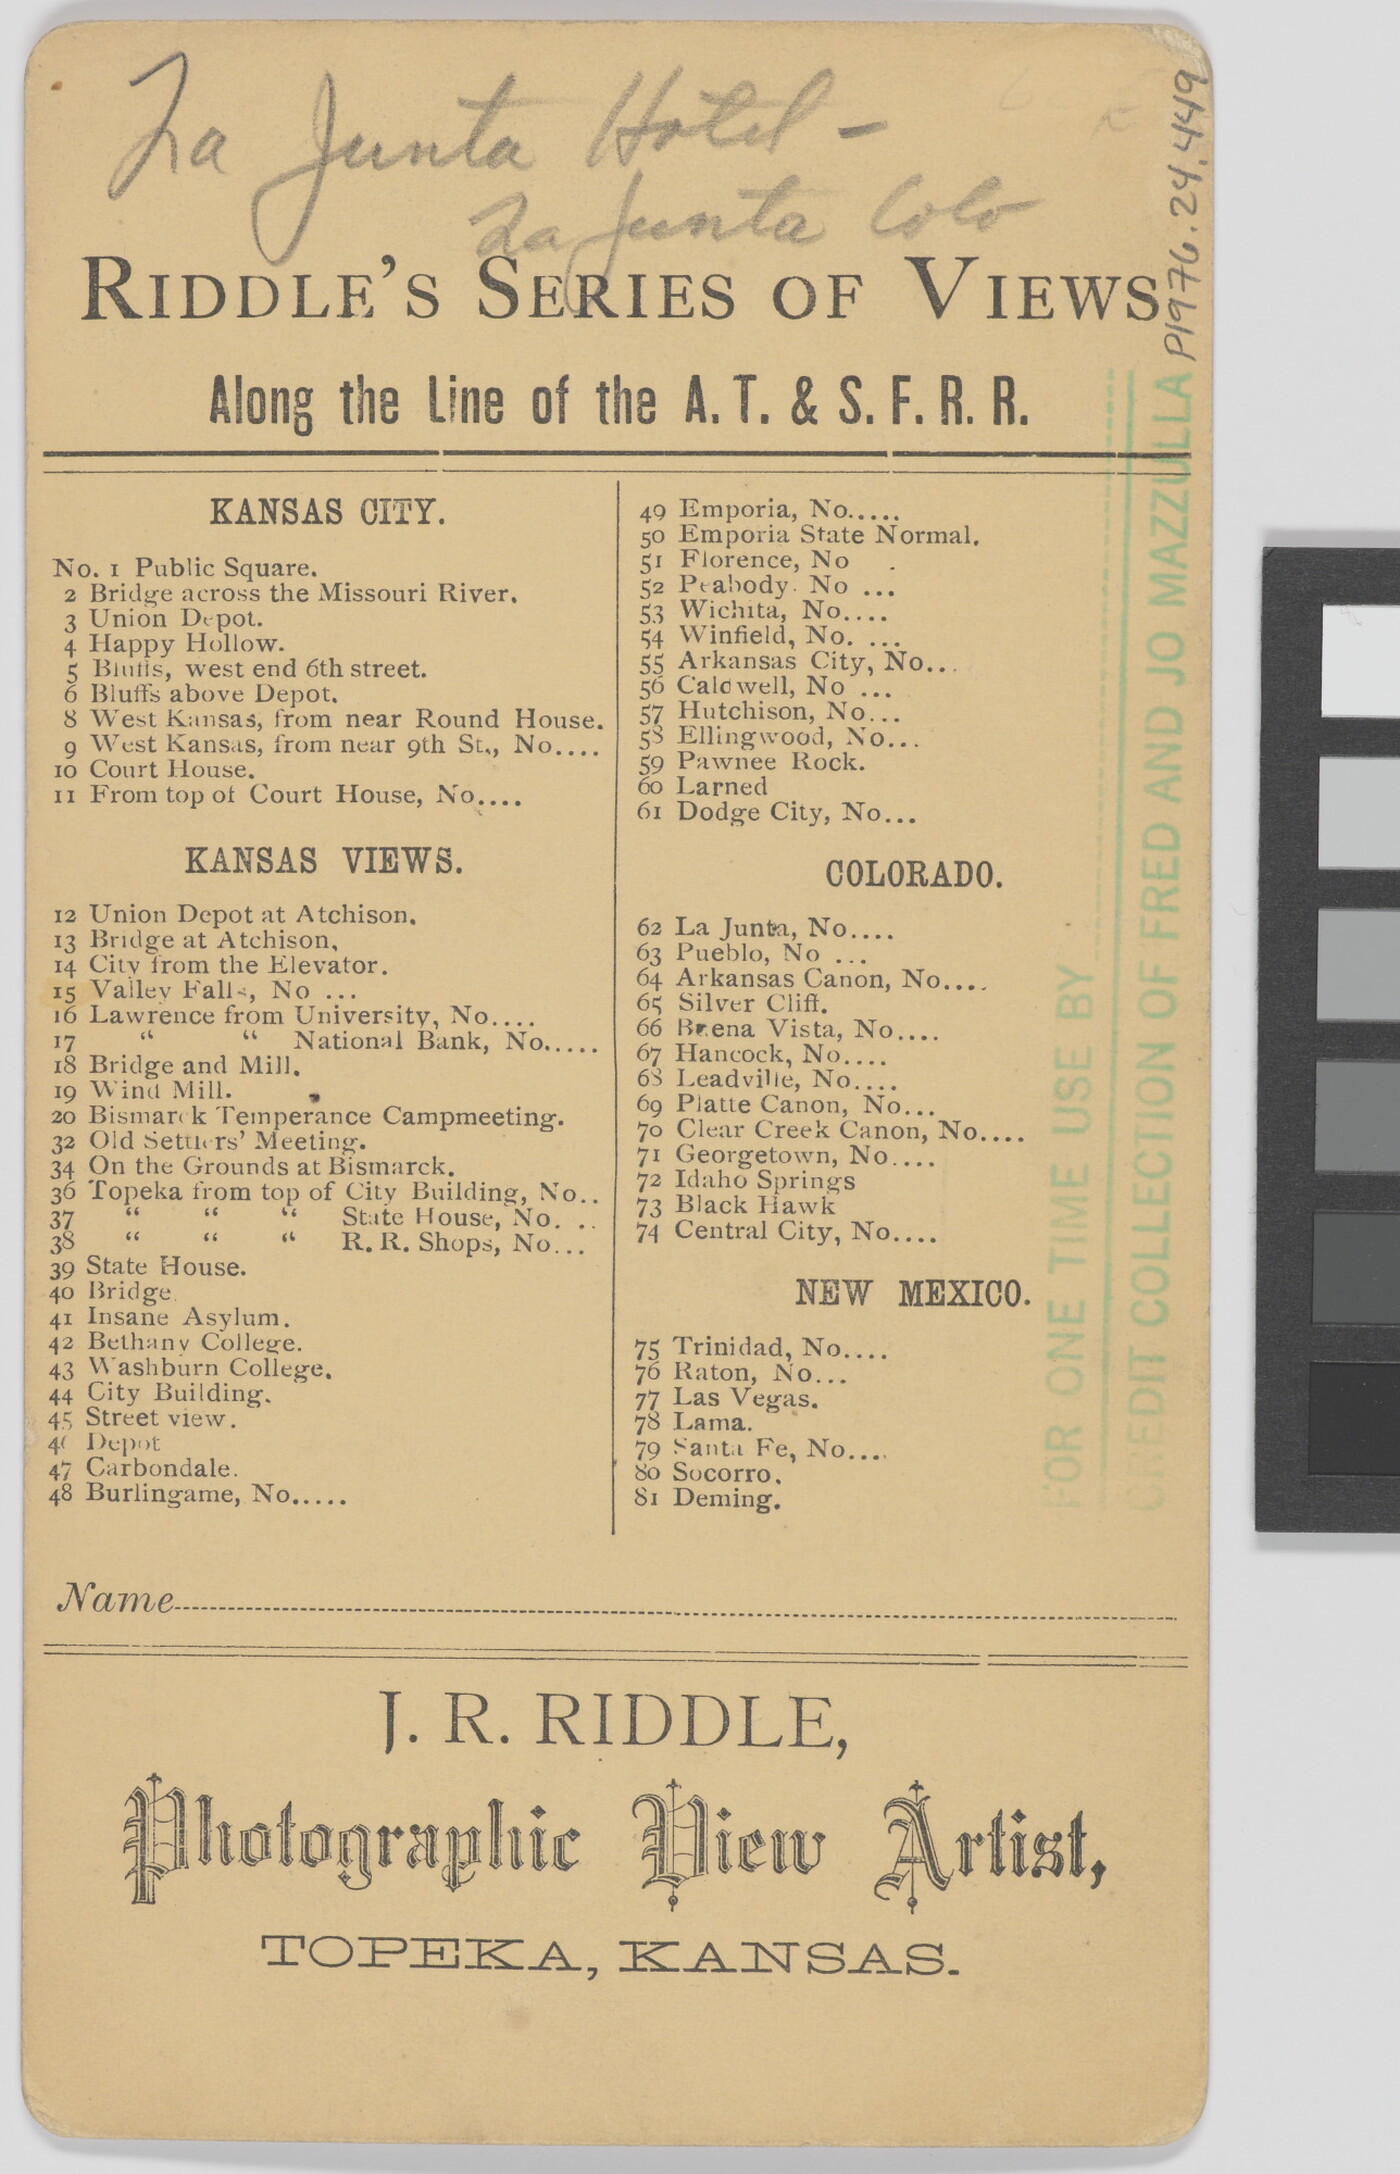 La Junta Hotel -
La Junta Colo
P1976.24.449
RIDDLE'S SERIES OF VIEWS
Along the Line of the A. T. & S. F. R. R.
KANSAS CITY.
No. 1 Public Square.
2 Bridge across the Missouri River.
3 Union Depot.
4 Happy Hollow.
5 Bluffs, west end 6th street.
6 Bluffs above Depot.
8 West Kansas, from near Round House.
9 West Kansas, from near 9th St., No....
10 Court House.
11 From top of Court House, No....
KANSAS VIEWS.
12 Union Depot at Atchison.
13 Bridge at Atchison,
14 City from the Elevator.
15 Valley Falls, No ...
16 Lawrence from University, No....
17 “ “ National Bank, No.....
18 Bridge and Mill.
19 Wind Mill.
20 Bismarck Temperance Campmeeting.
32 Old Settlers' Meeting.
34 On the Grounds at Bismarck.
36 Topeka from top of City Building, No..
37 “ “ “ State House, No. ..
38 “ “ “ R. R. Shops, No...
39 State House.
40 Bridge.
41 Insane Asylum.
42 Bethany College.
43 Washburn College.
44 City Building.
45 Street view.
46 Depot
47 Carbondale.
48 Burlingame, No.....
49 Emporia, No.....
50 Emporia State Normal.
51 Florence, No .
52 Peabody. No ...
53 Wichita, No....
54 Winfield, No. ...
55 Arkansas City, No...
56 Caldwell, No ...
57 Hutchison, No...
58 Ellingwood, No...
59 Pawnee Rock.
60 Larned
61 Dodge City, No...
COLORADO.
62 La Junta, No....
63 Pueblo, No ...
64 Arkansas Canon, No....
65 Silver Cliff.
66 Buena Vista, No....
67 Hancock, No....
68 Leadville, No....
69 Platte Canon, No...
70 Clear Creek Canon, No....
71 Georgetown, No....
72 Idaho Springs
73 Black Hawk
74 Central City, No....
NEW MEXICO.
75 Trinidad, No....
76 Raton, No...
77 Las Vegas.
78 Lama.
79 Santa Fe, No....
80 Socorro.
81 Deming.
FOR ONE TIME USE BY
CREDIT COLLECTION OF FRED AND JO MAZZULLA
Name
J. R. RIDDLE,
Photographic View Artist,
TOPEKA, KANSAS.